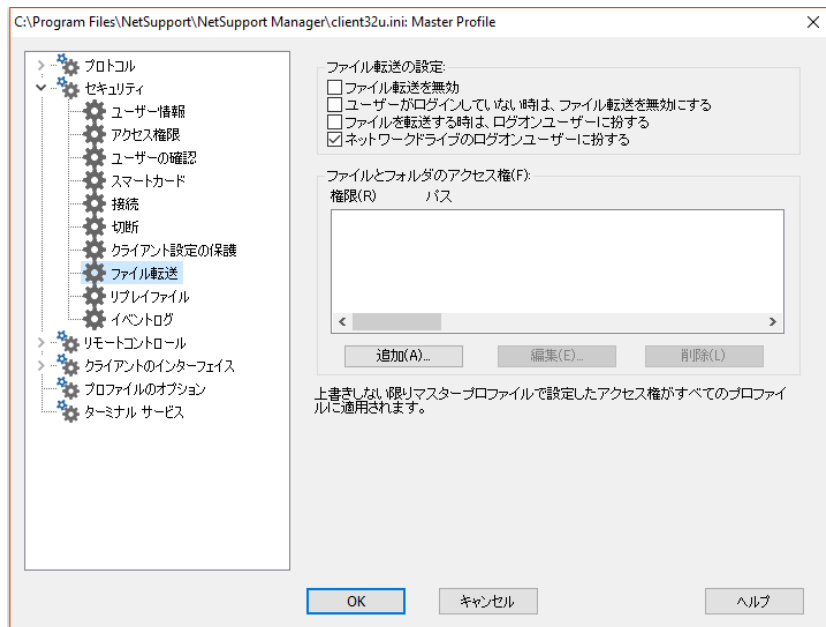 C:\Program Files\NetSupport\NetSupport Manager\client32u.ini: Master Profile
プロトコル
セキュリティ
ユーザー情報
アクセス権限
ユーザーの確認
スマートカード
接続
切断
クライアント設定の保護
ファイル転送
リプレイファイル
イベントログ
リモートコントロール
クライアントのインターフェイス
プロファイルのオプション
ターミナル サービス
ファイル転送の設定:
ファイル転送を無効
ユーザーがログインしていない時は、ファイル転送を無効にする
ファイルを転送する時は、ログオンユーザーに扮する
ネットワークドライブのログオンユーザーに扮する
ファイルとフォルダのアクセス権(F):
権限(R) パス
追加(A)... 編集(E)... 削除(L)
上書きしない限りマスタープロファイルで設定したアクセス権がすべてのプロファイ
ルに適用されます。
OK キャンセル ヘルプ